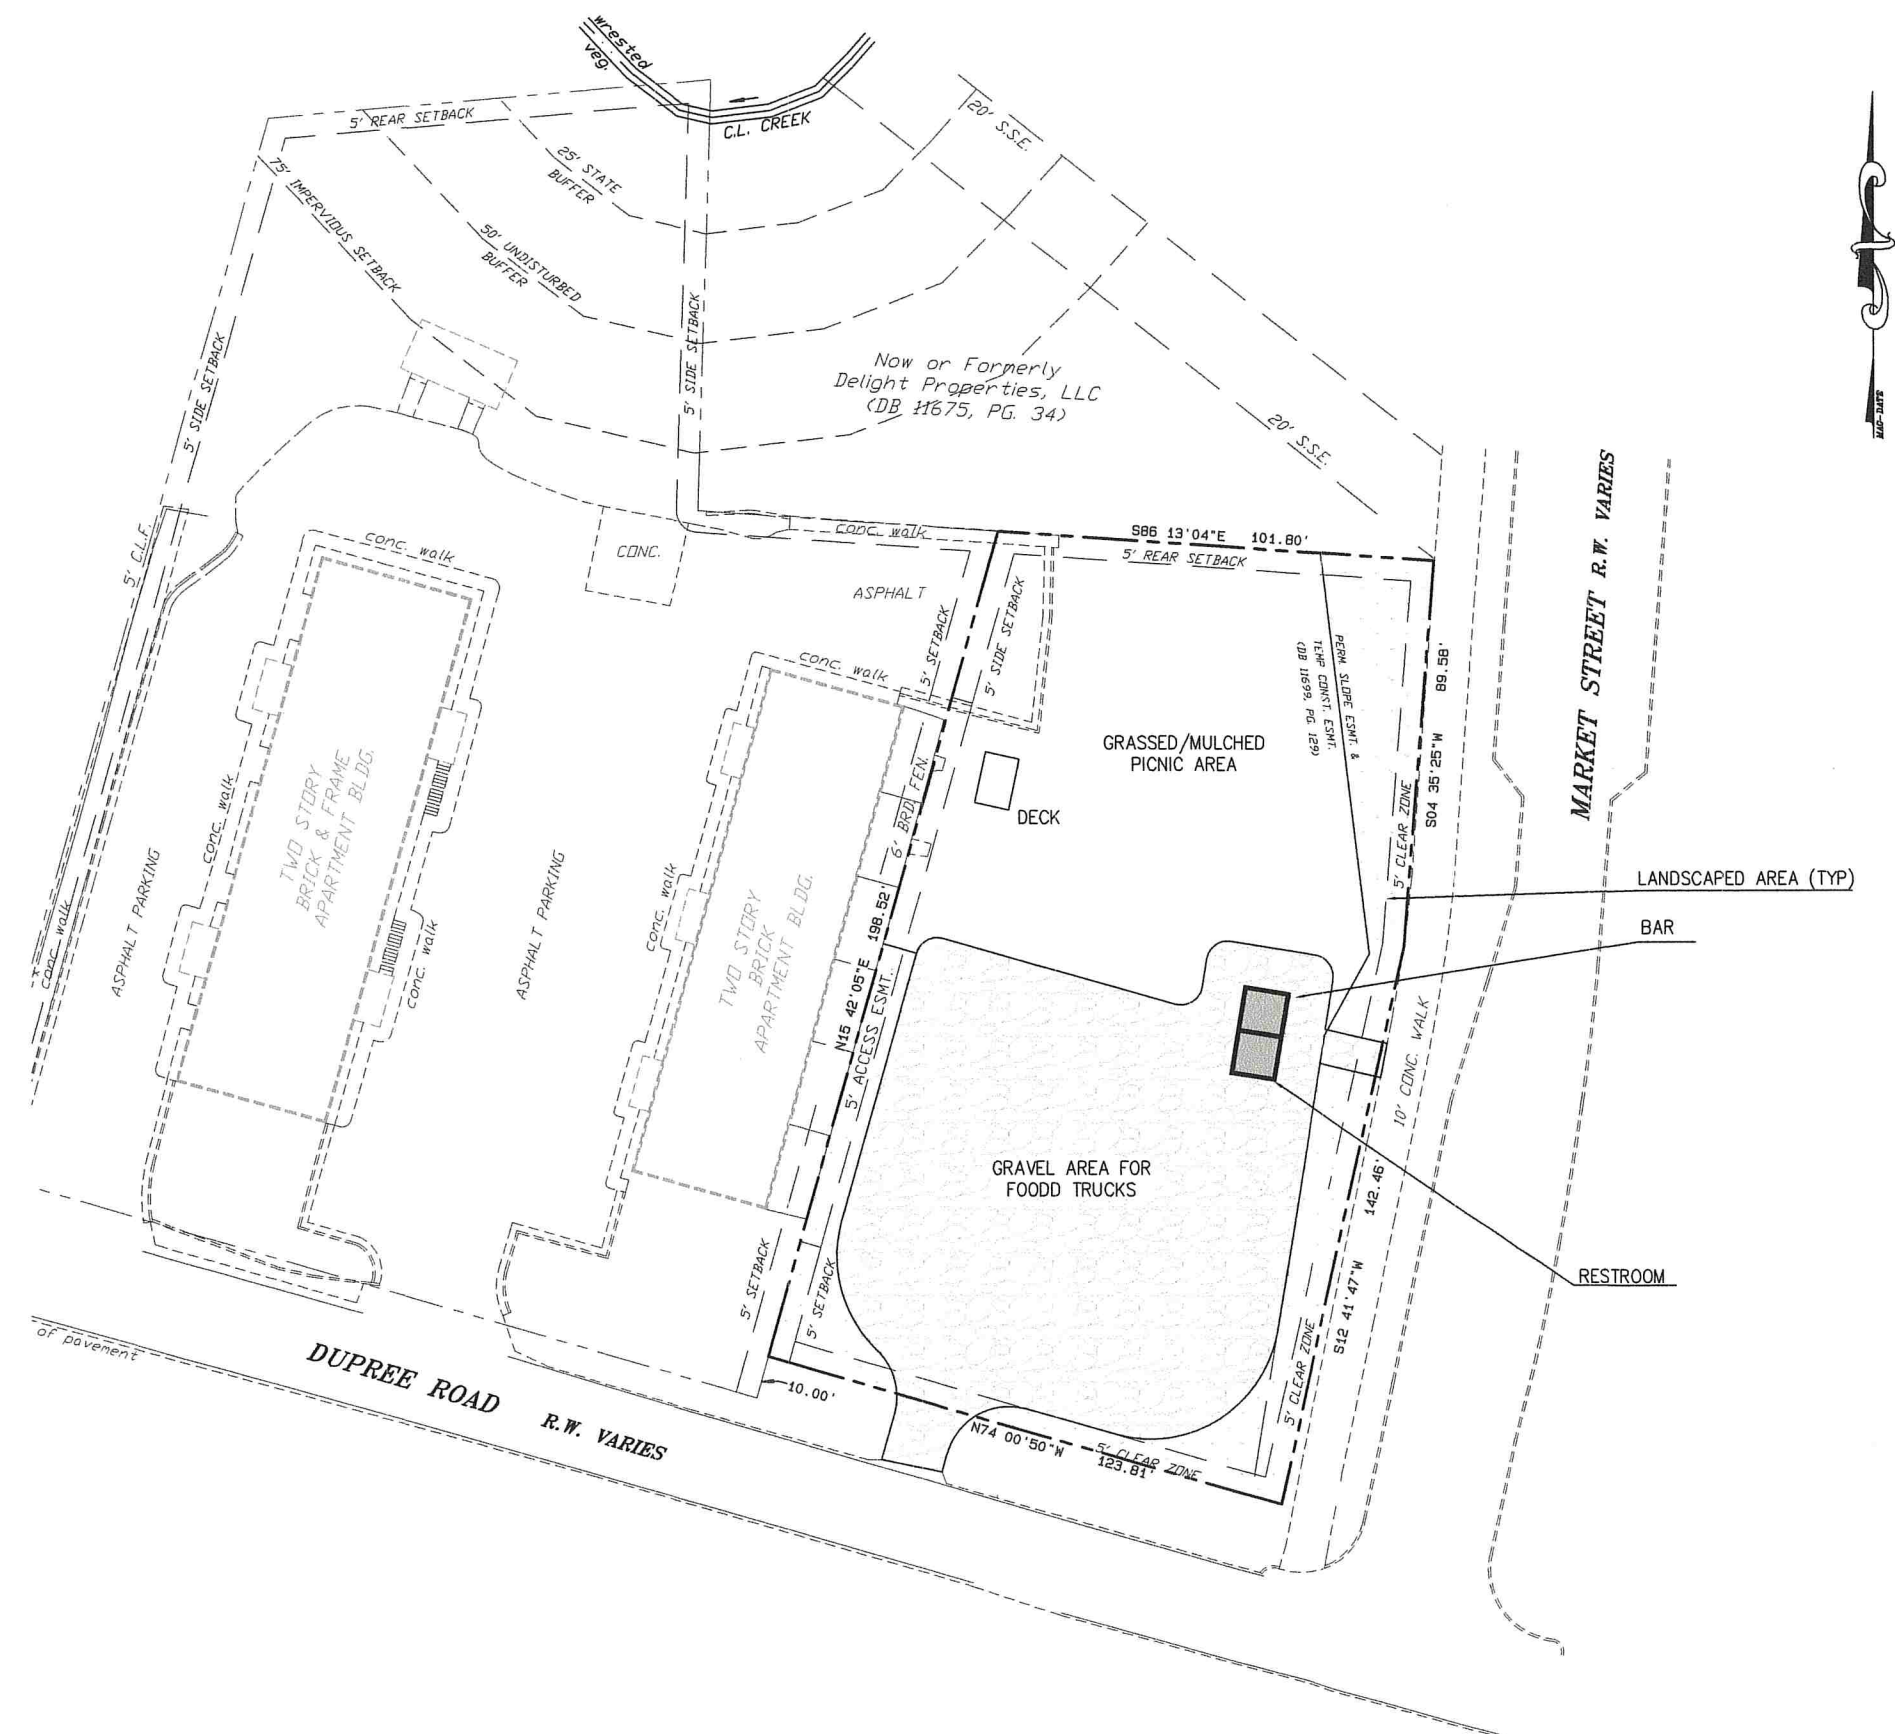 wrested
veg.
C.L. CREEK
5' REAR SETBACK
20' S.S.E.
25' STATE
BUFFER
75' IMPERVIOUS SETBACK
50' UNDISTURBED
BUFFER
5' SIDE SETBACK
5' SIDE SETBACK
Now or Formerly
Delight Properties, LLC
(DB 11675, PG. 34)
20' S.S.E.
MAG-DATE
MARKET STREET R.W. VARIES
5' C.L.F.
conc. walk
CONC.
conc. walk
S86 13'04"E 101.80'
5' REAR SETBACK
ASPHALT
5' SETBACK
5' SIDE SETBACK
PERM. SLOPE ESMT. &
TEMP CONST. ESMT.
(DB 11699, PG. 129)
89.58'
S04 35'25"W
conc. walk
GRASSED/MULCHED
PICNIC AREA
DECK
6' BRD. FEN.
5' CLEAR ZONE
TWO STORY
BRICK & FRAME
APARTMENT BLDG.
conc. walk
conc. walk
conc. walk
ASPHALT PARKING
ASPHALT PARKING
conc. walk
TWO STORY
BRICK
APARTMENT BLDG.
N15 42'05"E 198.52'
5' ACCESS ESMT.
LANDSCAPED AREA (TYP)
BAR
10' CONC. WALK
GRAVEL AREA FOR
FOODD TRUCKS
142.46'
S12 41'47"W
RESTROOM
5' SETBACK
5' SETBACK
5' CLEAR ZONE
10.00'
N74 00'50"W
123.81'
5' CLEAR ZONE
of pavement
DUPREE ROAD
R.W. VARIES